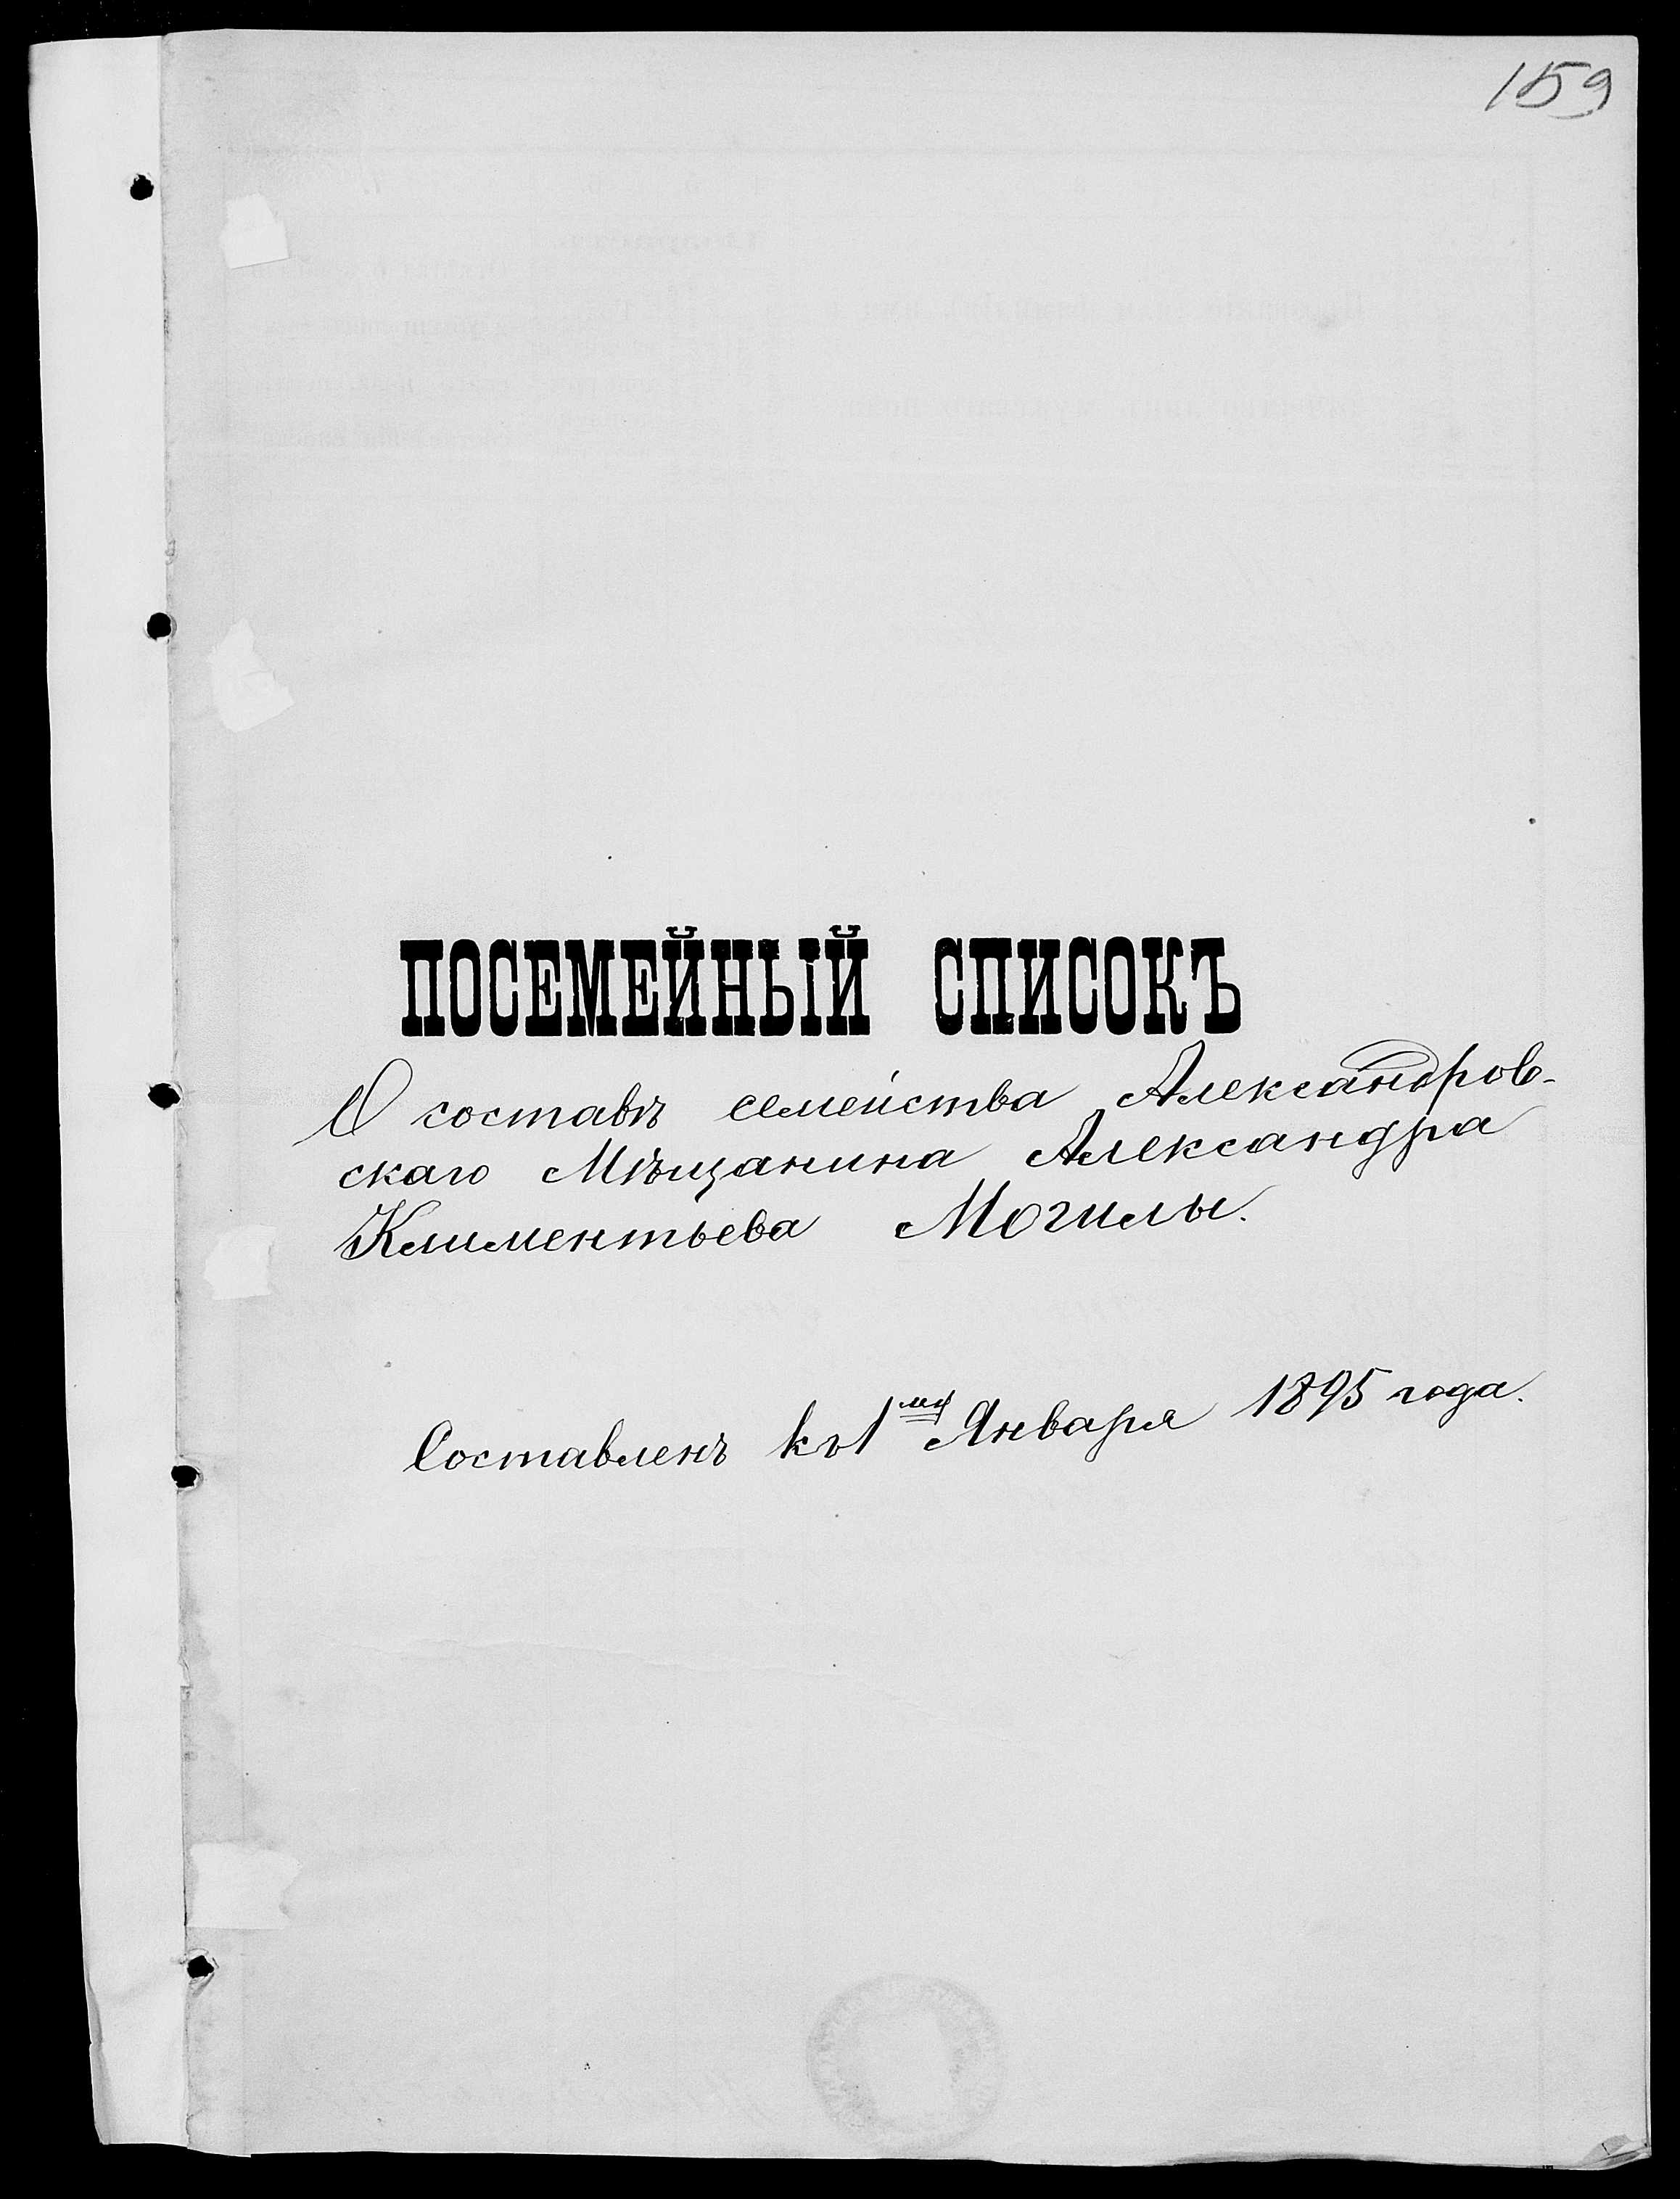 159
ПОСЕМЕЙНЫЙ СПИСОКЪ
О составѣ семейства Александров-
скаго Мѣщанина Александра
Климентьева Могилы.
Составленъ къ 1му Января 1895 года.